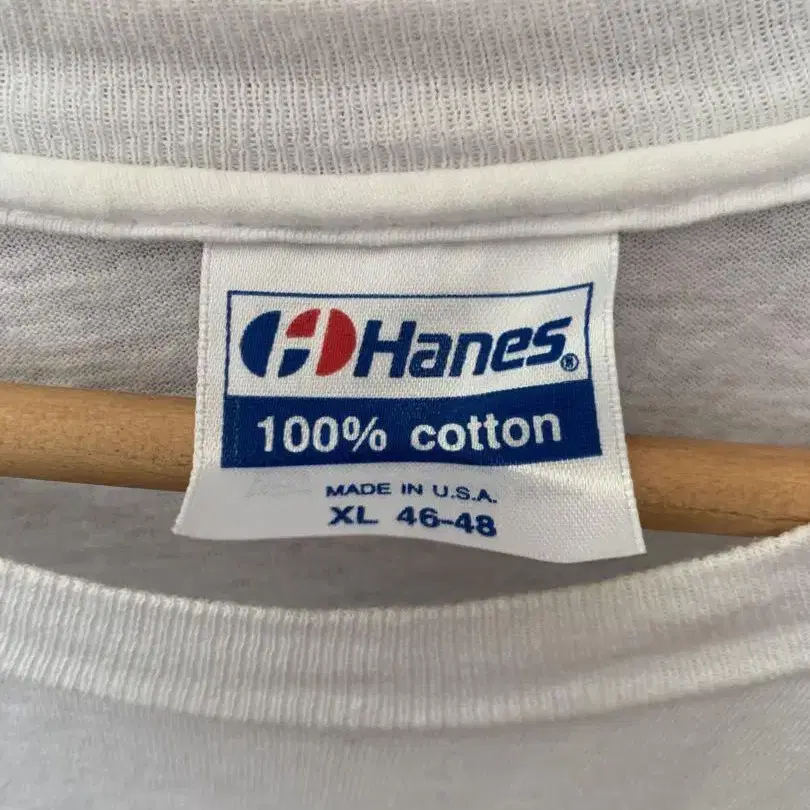 Hanes®
100% cotton
MADE IN U.S.A.
XL 46-48